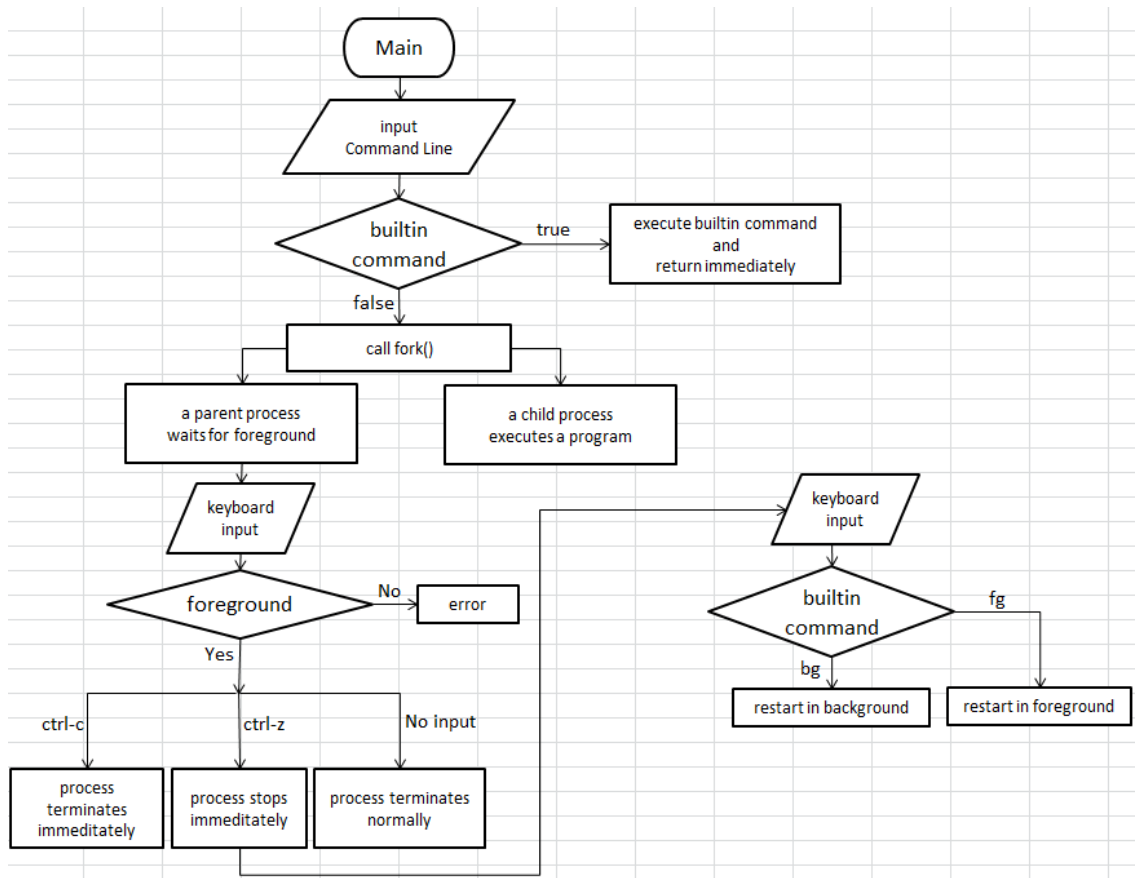 Main
input
Command Line
builtin
command
true
execute builtin command
and
return immediately
false
call fork()
a parent process
waits for foreground
a child process
executes a program
keyboard
input
foreground
No
error
Yes
ctrl-c
ctrl-z
No input
process
terminates
immeditately
process stops
immeditately
process terminates
normally
keyboard
input
builtin
command
fg
bg
restart in background
restart in foreground